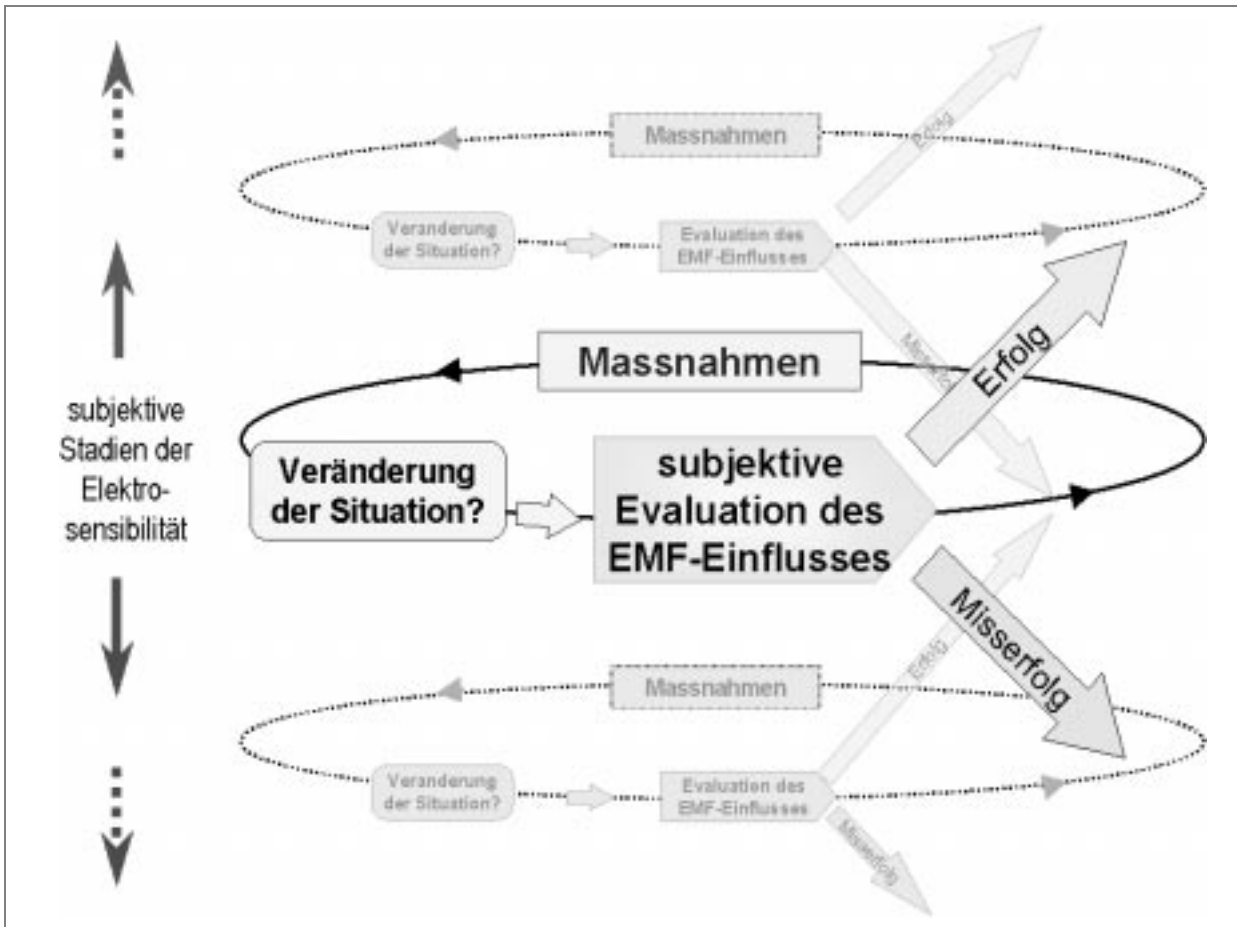 Massnahmen
Erfolg
Veränderung
der Situation?
Evaluation des
EMF-Einflusses
Misserfolg
subjektive
Stadien der
Elektro-
sensibilität
Massnahmen
Erfolg
Veränderung
der Situation?
subjektive
Evaluation des
EMF-Einflusses
Misserfolg
Massnahmen
Erfolg
Veränderung
der Situation?
Evaluation des
EMF-Einflusses
Misserfolg